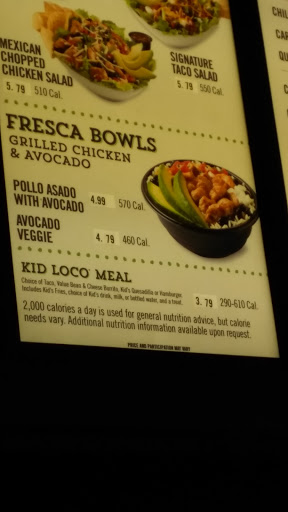 MEXICAN
CHOPPED
CHICKEN SALAD
5.79 510 Cal.
SIGNATURE
TACO SALAD
5.79 550 Cal.
FRESCA BOWLS
GRILLED CHICKEN
& AVOCADO
POLLO ASADO
WITH AVOCADO 4.99 570 Cal.
AVOCADO
VEGGIE 4.79 460 Cal.
KID LOCO MEAL
Choice of Taco, Value Bean & Cheese Burrito, Kid's Quesadilla or Hamburger.
Includes Kid's Fries, choice of Kid's drink, milk, or bottled water, and a treat.
3.79 290-610 Cal.
2,000 calories a day is used for general nutrition advice, but calorie
needs vary. Additional nutrition information available upon request.
PRICE AND PARTICIPATION MAY VARY
CHIL
CAR
QU